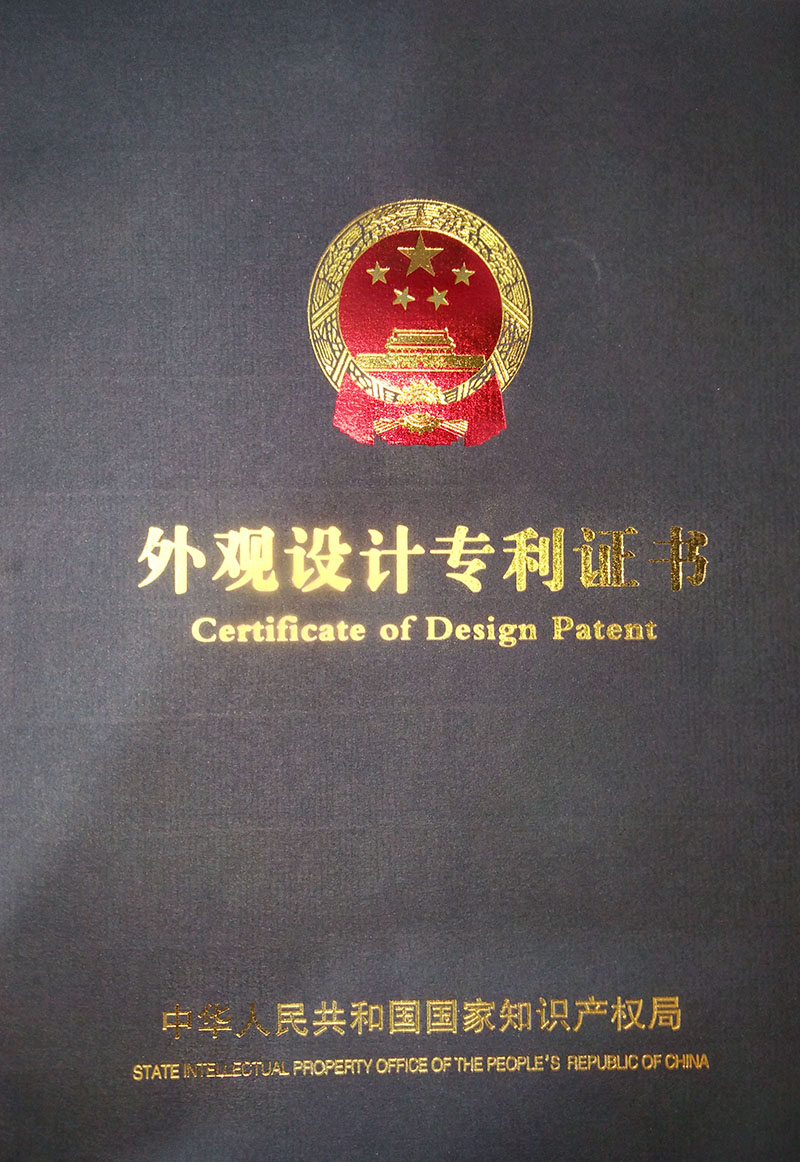 外观设计专利证书
Certificate of Design Patent
中华人民共和国国家知识产权局
STATE INTELLECTUAL PROPERTY OFFICE OF THE PEOPLE'S REPUBLIC OF CHINA